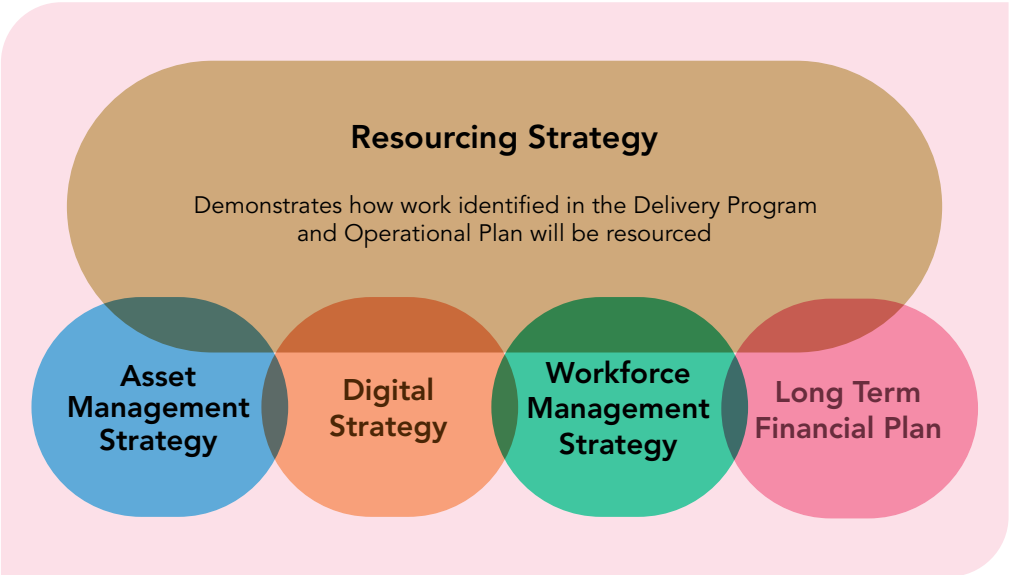 Resourcing Strategy
Demonstrates how work identified in the Delivery Program
and Operational Plan will be resourced
Asset
Management
Strategy
Digital
Strategy
Workforce
Management
Strategy
Long Term
Financial Plan